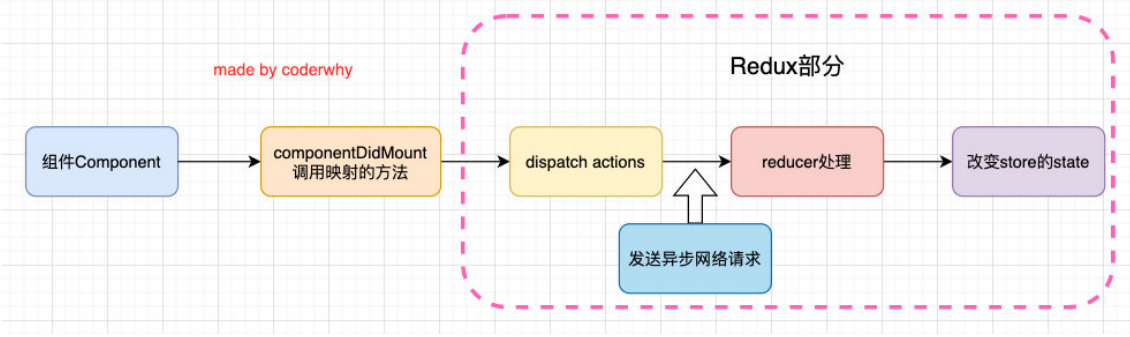 made by coderwhy
Redux部分
组件Component
componentDidMount
调用映射的方法
dispatch actions
reducer处理
改变store的state
发送异步网络请求